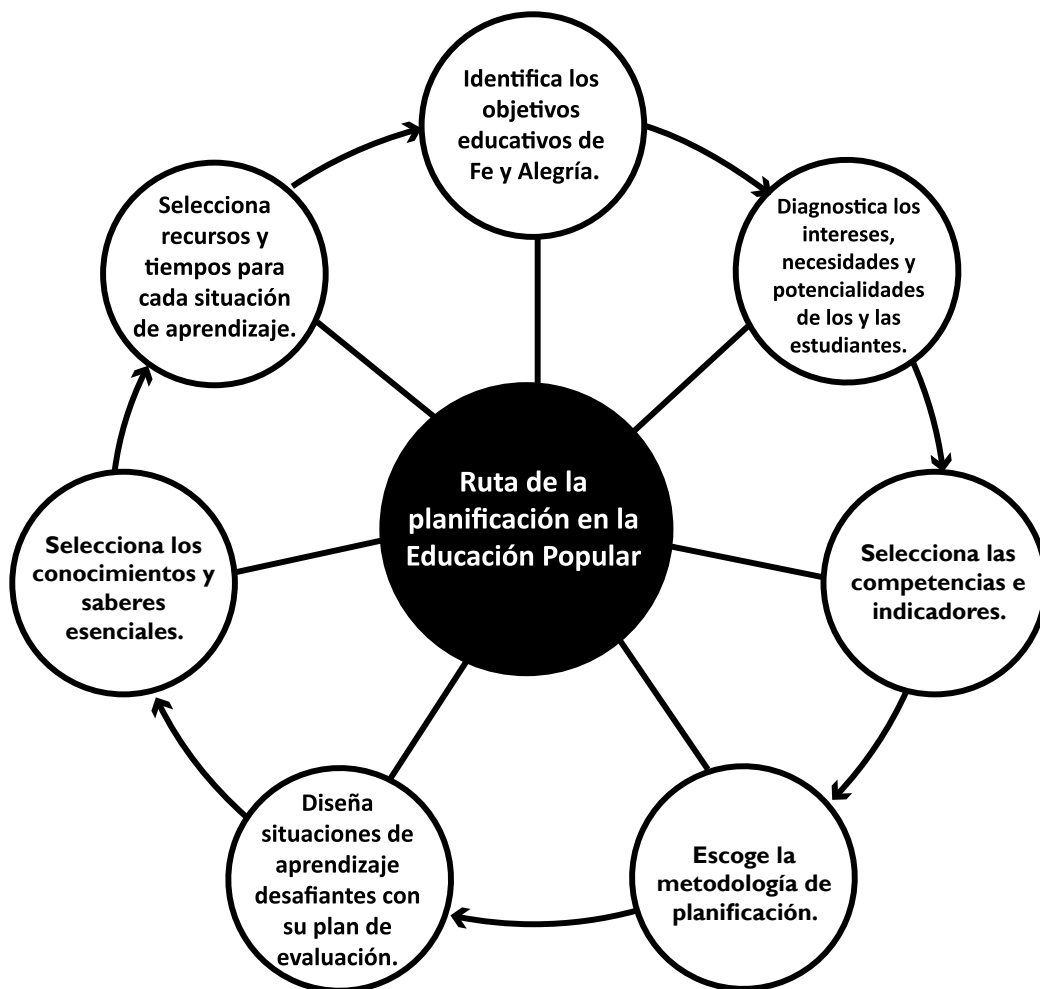 Identifica los
objetivos
educativos de
Fe y Alegría.
Diagnostica los
intereses,
necesidades y
potencialidades
de los y las
estudiantes.
Selecciona las
competencias e
indicadores.
Escoge la
metodología de
planificación.
Diseña
situaciones de
aprendizaje
desafiantes con
su plan de
evaluación.
Selecciona los
conocimientos y
saberes
esenciales.
Selecciona
recursos y
tiempos para
cada situación
de aprendizaje.
Ruta de la
planificación en la
Educación Popular